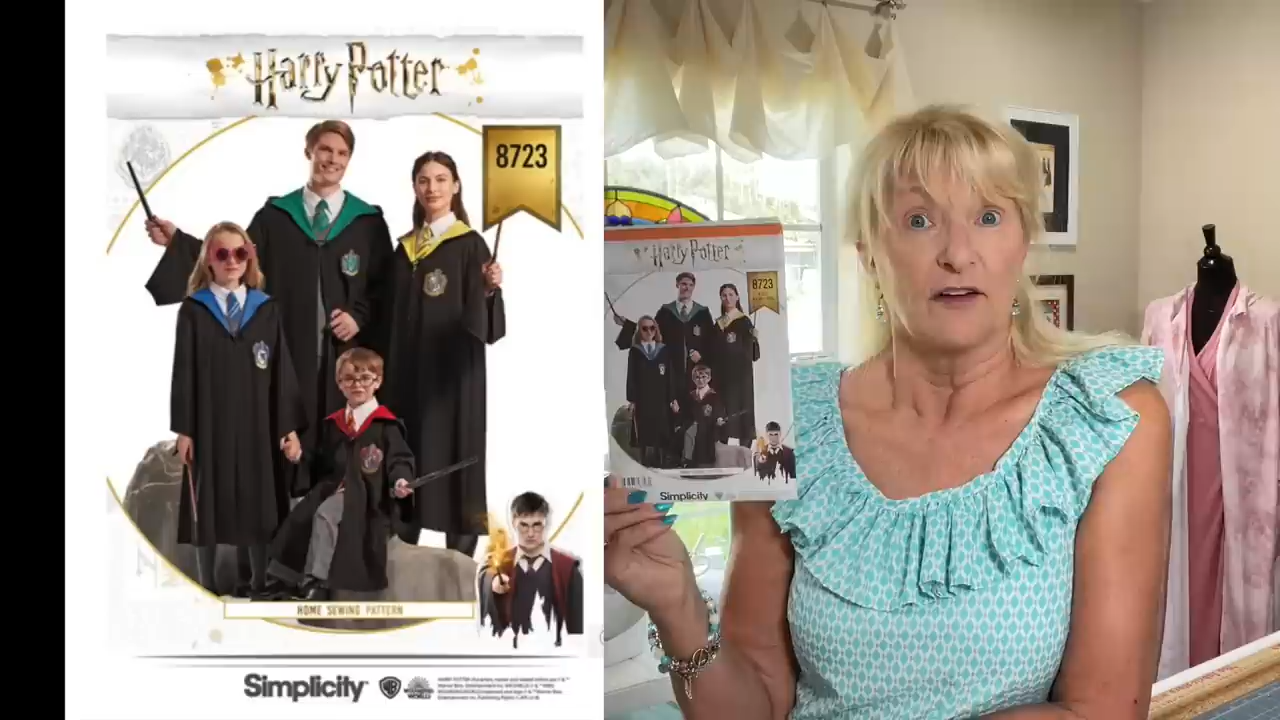 Harry Potter
8723
HOME SEWING PATTERN
Simplicity
Harry Potter
8723
Simplicity